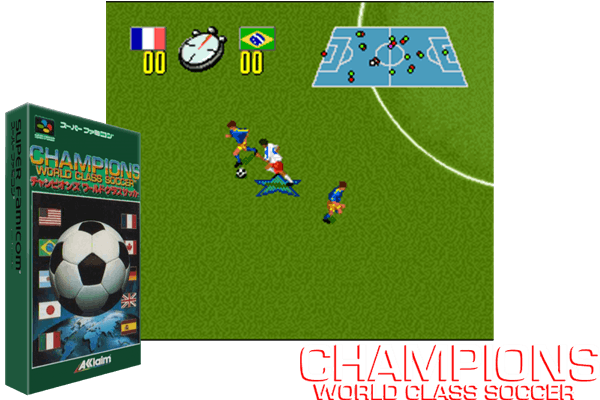 00
00
スーパーファミコン
CHAMPIONS
WORLD CLASS SOCCER
チャンピオンズ ワールドクラスサッカー
SUPER FAMICOM
AKklaim
CHAMPIONS
WORLD CLASS SOCCER